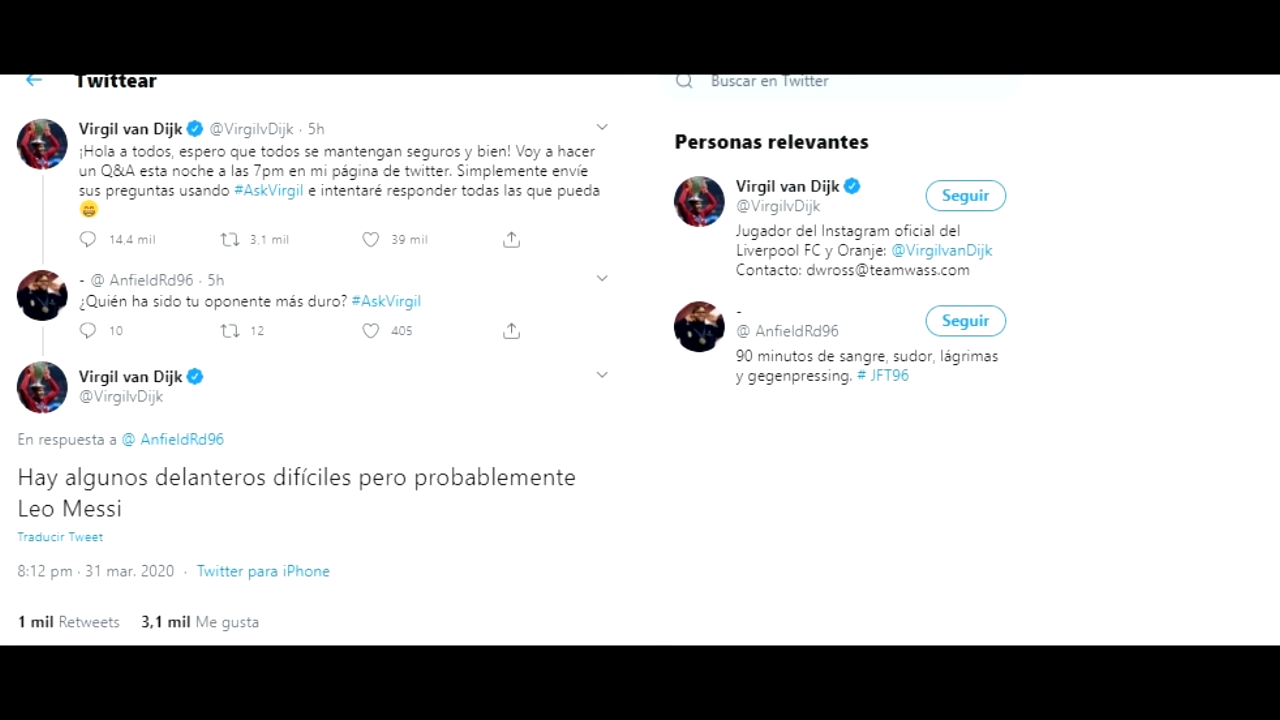 Twittear
Virgil van Dijk @VirgilvDijk · 5h
¡Hola a todos, espero que todos se mantengan seguros y bien! Voy a hacer
un Q&A esta noche a las 7pm en mi página de twitter. Simplemente envíe
sus preguntas usando #AskVirgil e intentaré responder todas las que pueda
😁
14,4 mil 3,1 mil 39 mil
- @ AnfieldRd96 · 5h
¿Quién ha sido tu oponente más duro? #AskVirgil
10 12 405
Virgil van Dijk
@VirgilvDijk
En respuesta a @ AnfieldRd96
Hay algunos delanteros difíciles pero probablemente
Leo Messi
Traducir Tweet
8:12 pm · 31 mar. 2020 · Twitter para iPhone
1 mil Retweets 3,1 mil Me gusta
Buscar en Twitter
Personas relevantes
Virgil van Dijk
@VirgilvDijk
Seguir
Jugador del Instagram oficial del
Liverpool FC y Oranje: @VirgilvanDijk
Contacto: dwross@teamwass.com
-
@ AnfieldRd96
Seguir
90 minutos de sangre, sudor, lágrimas
y gegenpressing. # JFT96